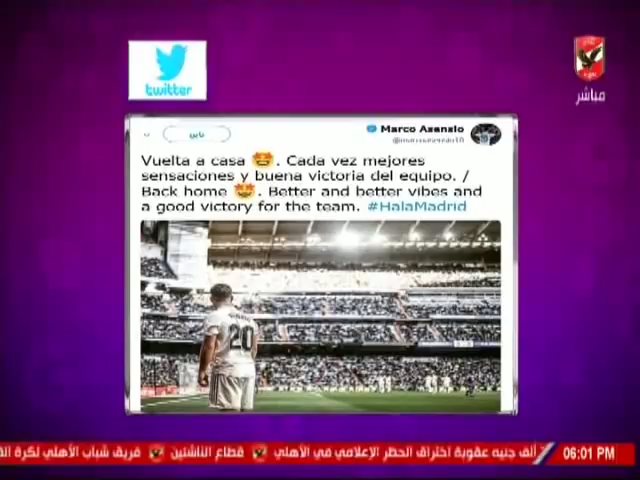 twitter
مباشر
تابع
Marco Asensio
@marcoasensio10
Vuelta a casa 🤩. Cada vez mejores
sensaciones y buena victoria del equipo. /
Back home 🤩. Better and better vibes and
a good victory for the team. #HalaMadrid
20
ألف جنيه عقوبة اختراق الحظر الإعلامي في الأهلي
قطاع الناشئين
فريق شباب الأهلي لكرة
06:01 PM